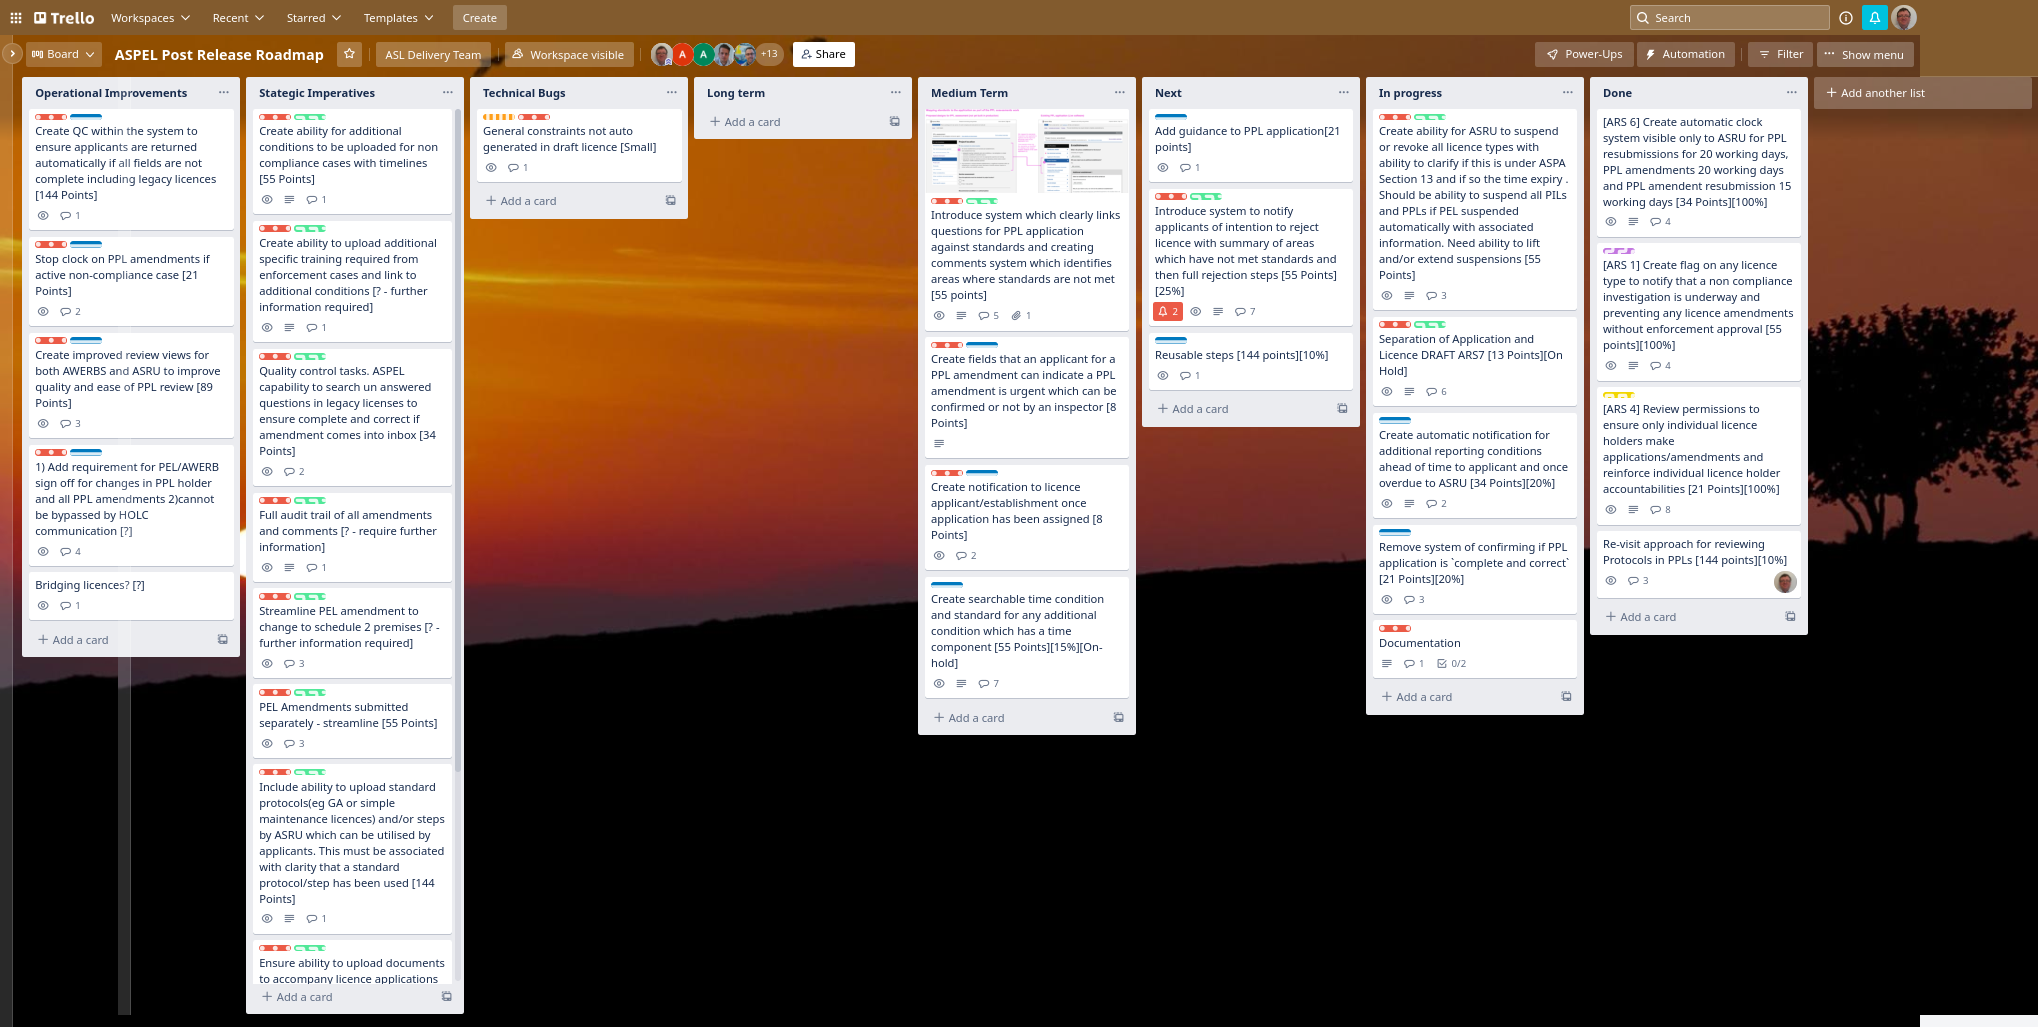 Trello
Workspaces
Recent
Starred
Templates
Create
Search
Board
ASPEL Post Release Roadmap
ASL Delivery Team
Workspace visible
A
A
+13
Share
Power-Ups
Automation
Filter
Show menu
Operational Improvements
Create QC within the system to
ensure applicants are returned
automatically if all fields are not
complete including legacy licences
[144 Points]
1
Stop clock on PPL amendments if
active non-compliance case [21
Points]
2
Create improved review views for
both AWERBS and ASRU to improve
quality and ease of PPL review [89
Points]
3
1) Add requirement for PEL/AWERB
sign off for changes in PPL holder
and all PPL amendments 2)cannot
be bypassed by HOLC
communication [?]
4
Bridging licences? [?]
1
Add a card
Stategic Imperatives
Create ability for additional
conditions to be uploaded for non
compliance cases with timelines
[55 Points]
1
Create ability to upload additional
specific training required from
enforcement cases and link to
additional conditions [? - further
information required]
1
Quality control tasks. ASPEL
capability to search un answered
questions in legacy licenses to
ensure complete and correct if
amendment comes into inbox [34
Points]
2
Full audit trail of all amendments
and comments [? - require further
information]
1
Streamline PEL amendment to
change to schedule 2 premises [? -
further information required]
3
PEL Amendments submitted
separately - streamline [55 Points]
3
Include ability to upload standard
protocols(eg GA or simple
maintenance licences) and/or steps
by ASRU which can be utilised by
applicants. This must be associated
with clarity that a standard
protocol/step has been used [144
Points]
1
Ensure ability to upload documents
to accompany licence applications
Add a card
Technical Bugs
General constraints not auto
generated in draft licence [Small]
1
Add a card
Long term
Add a card
Medium Term
Introduce system which clearly links
questions for PPL application
against standards and creating
comments system which identifies
areas where standards are not met
[55 points]
5
1
Create fields that an applicant for a
PPL amendment can indicate a PPL
amendment is urgent which can be
confirmed or not by an inspector [8
Points]
Create notification to licence
applicant/establishment once
application has been assigned [8
Points]
2
Create searchable time condition
and standard for any additional
condition which has a time
component [55 Points][15%][On-
hold]
7
Add a card
Next
Add guidance to PPL application[21
points]
1
Introduce system to notify
applicants of intention to reject
licence with summary of areas
which have not met standards and
then full rejection steps [55 Points]
[25%]
2
7
Reusable steps [144 points][10%]
1
Add a card
In progress
Create ability for ASRU to suspend
or revoke all licence types with
ability to clarify if this is under ASPA
Section 13 and if so the time expiry .
Should be ability to suspend all PILs
and PPLs if PEL suspended
automatically with associated
information. Need ability to lift
and/or extend suspensions [55
Points]
3
Separation of Application and
Licence DRAFT ARS7 [13 Points][On
Hold]
6
Create automatic notification for
additional reporting conditions
ahead of time to applicant and once
overdue to ASRU [34 Points][20%]
2
Remove system of confirming if PPL
application is `complete and correct`
[21 Points][20%]
3
Documentation
1
0/2
Add a card
Done
[ARS 6] Create automatic clock
system visible only to ASRU for PPL
resubmissions for 20 working days,
PPL amendments 20 working days
and PPL amendent resubmission 15
working days [34 Points][100%]
4
[ARS 1] Create flag on any licence
type to notify that a non compliance
investigation is underway and
preventing any licence amendments
without enforcement approval [55
points][100%]
4
[ARS 4] Review permissions to
ensure only individual licence
holders make
applications/amendments and
reinforce individual licence holder
accountabilities [21 Points][100%]
8
Re-visit approach for reviewing
Protocols in PPLs [144 points][10%]
3
Add a card
Add another list